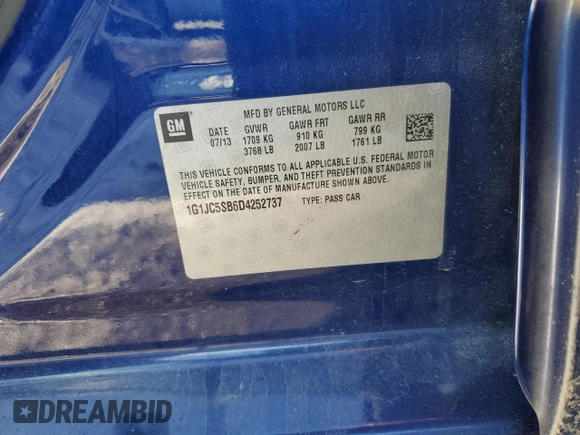 GM
MFD BY GENERAL MOTORS LLC
DATE GVWR GAWR FRT GAWR RR
07/13 1709 KG 910 KG 799 KG
3768 LB 2007 LB 1761 LB
THIS VEHICLE CONFORMS TO ALL APPLICABLE U.S. FEDERAL MOTOR
VEHICLE SAFETY, BUMPER, AND THEFT PREVENTION STANDARDS IN
EFFECT ON THE DATE OF MANUFACTURE SHOWN ABOVE.
1G1JC5SB6D4252737 TYPE: PASS CAR
DREAMBID